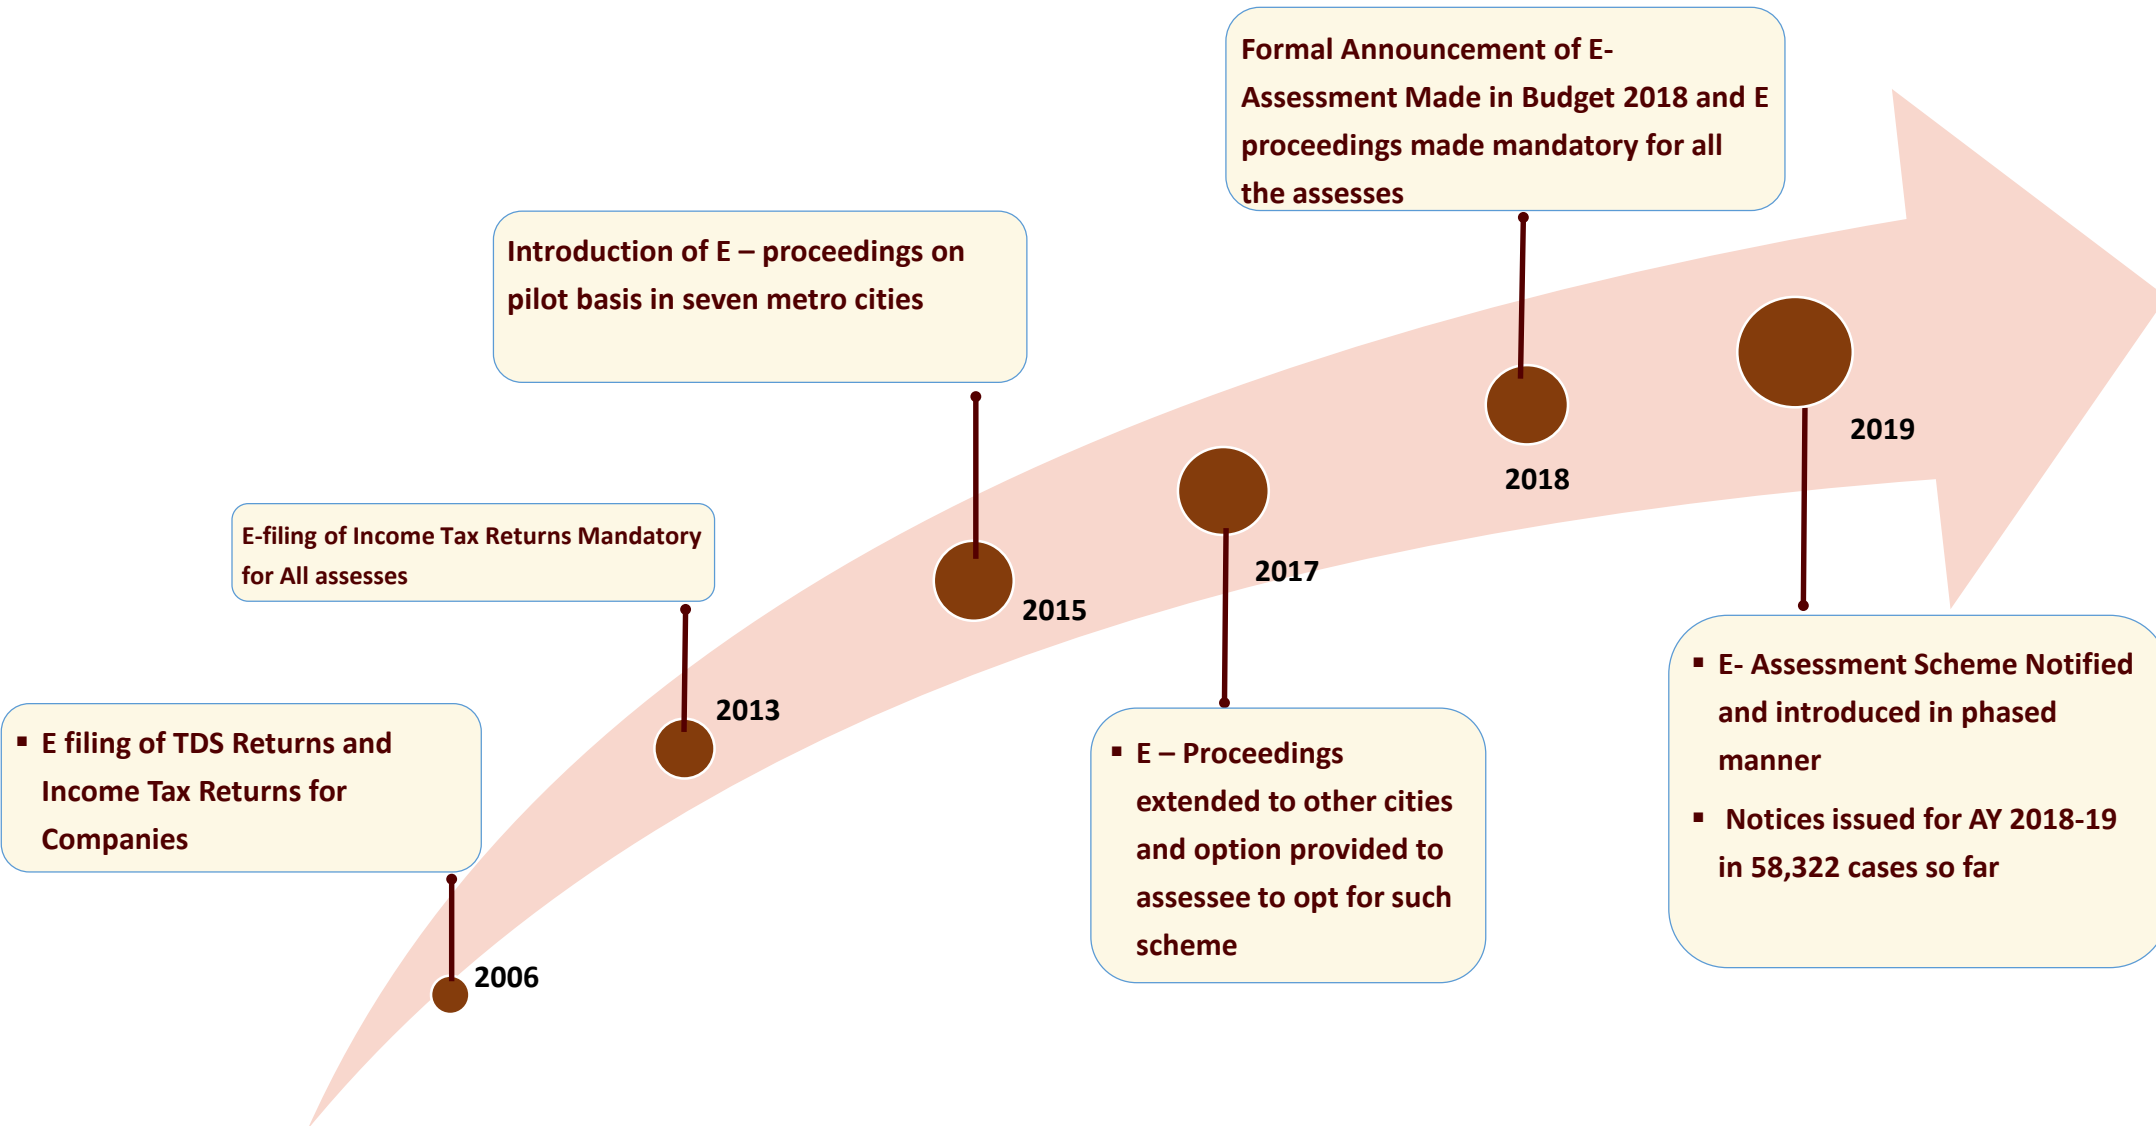 ▪ E filing of TDS Returns and
Income Tax Returns for
Companies
2006
E-filing of Income Tax Returns Mandatory
for All assesses
2013
Introduction of E – proceedings on
pilot basis in seven metro cities
2015
▪ E – Proceedings
extended to other cities
and option provided to
assessee to opt for such
scheme
2017
Formal Announcement of E-
Assessment Made in Budget 2018 and E
proceedings made mandatory for all
the assesses
2018
▪ E- Assessment Scheme Notified
and introduced in phased
manner
▪ Notices issued for AY 2018-19
in 58,322 cases so far
2019